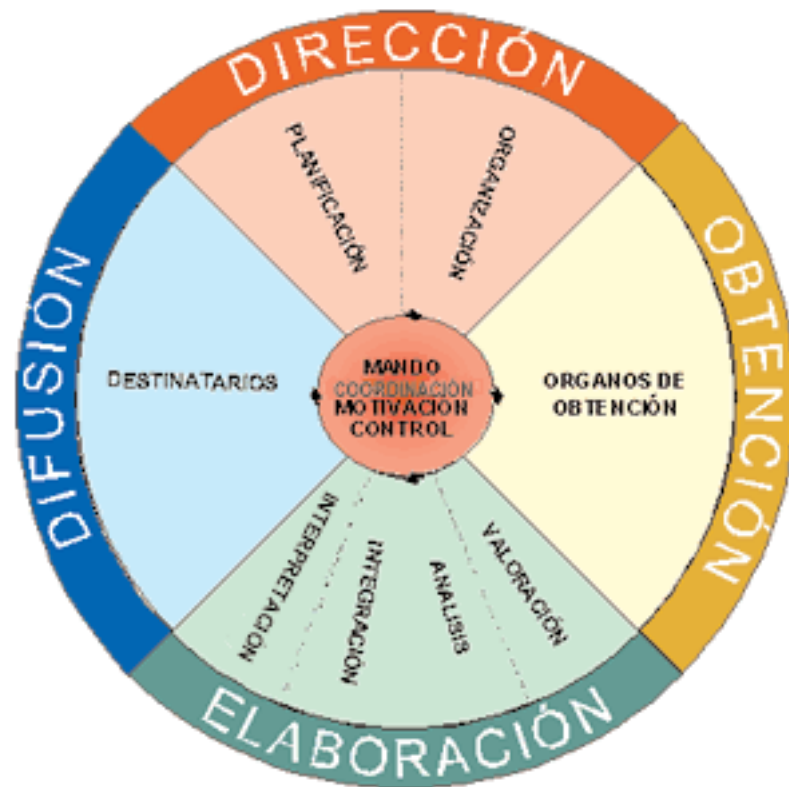 DIRECCIÓN
PLANIFICACIÓN
ORGANIZACIÓN
OBTENCIÓN
ORGANOS DE
OBTENCIÓN
MANDO
COORDINACIÓN
MOTIVACIÓN
CONTROL
DIFUSIÓN
DESTINATARIOS
INTERPRETACIÓN
INTEGRACIÓN
ANALISIS
VALORACIÓN
ELABORACIÓN